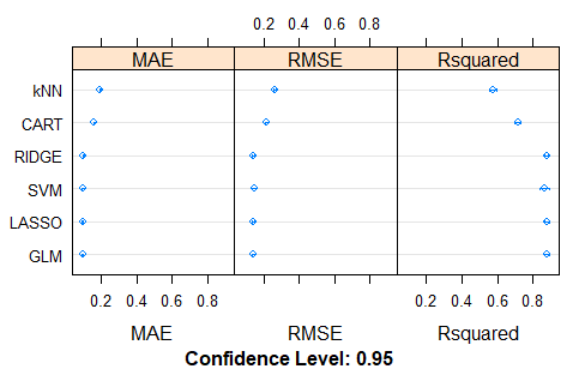 0.2 0.4 0.6 0.8
MAE RMSE Rsquared
kNN
CART
RIDGE
SVM
LASSO
GLM
0.2 0.4 0.6 0.8 0.2 0.4 0.6 0.8
MAE RMSE Rsquared
Confidence Level: 0.95